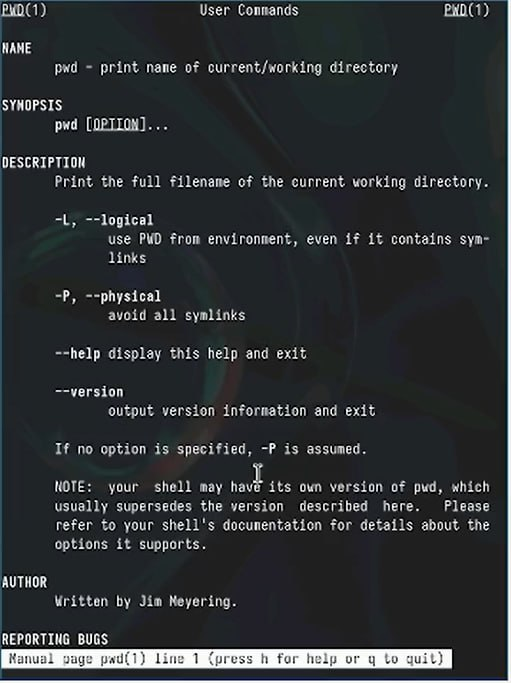 PWD(1) User Commands PWD(1)
NAME
pwd - print name of current/working directory
SYNOPSIS
pwd [OPTION]...
DESCRIPTION
Print the full filename of the current working directory.
-L, --logical
use PWD from environment, even if it contains sym-
links
-P, --physical
avoid all symlinks
--help display this help and exit
--version
output version information and exit
If no option is specified, -P is assumed.
NOTE: your shell may have its own version of pwd, which
usually supersedes the version described here. Please
refer to your shell's documentation for details about the
options it supports.
AUTHOR
Written by Jim Meyering.
REPORTING BUGS
Manual page pwd(1) line 1 (press h for help or q to quit)